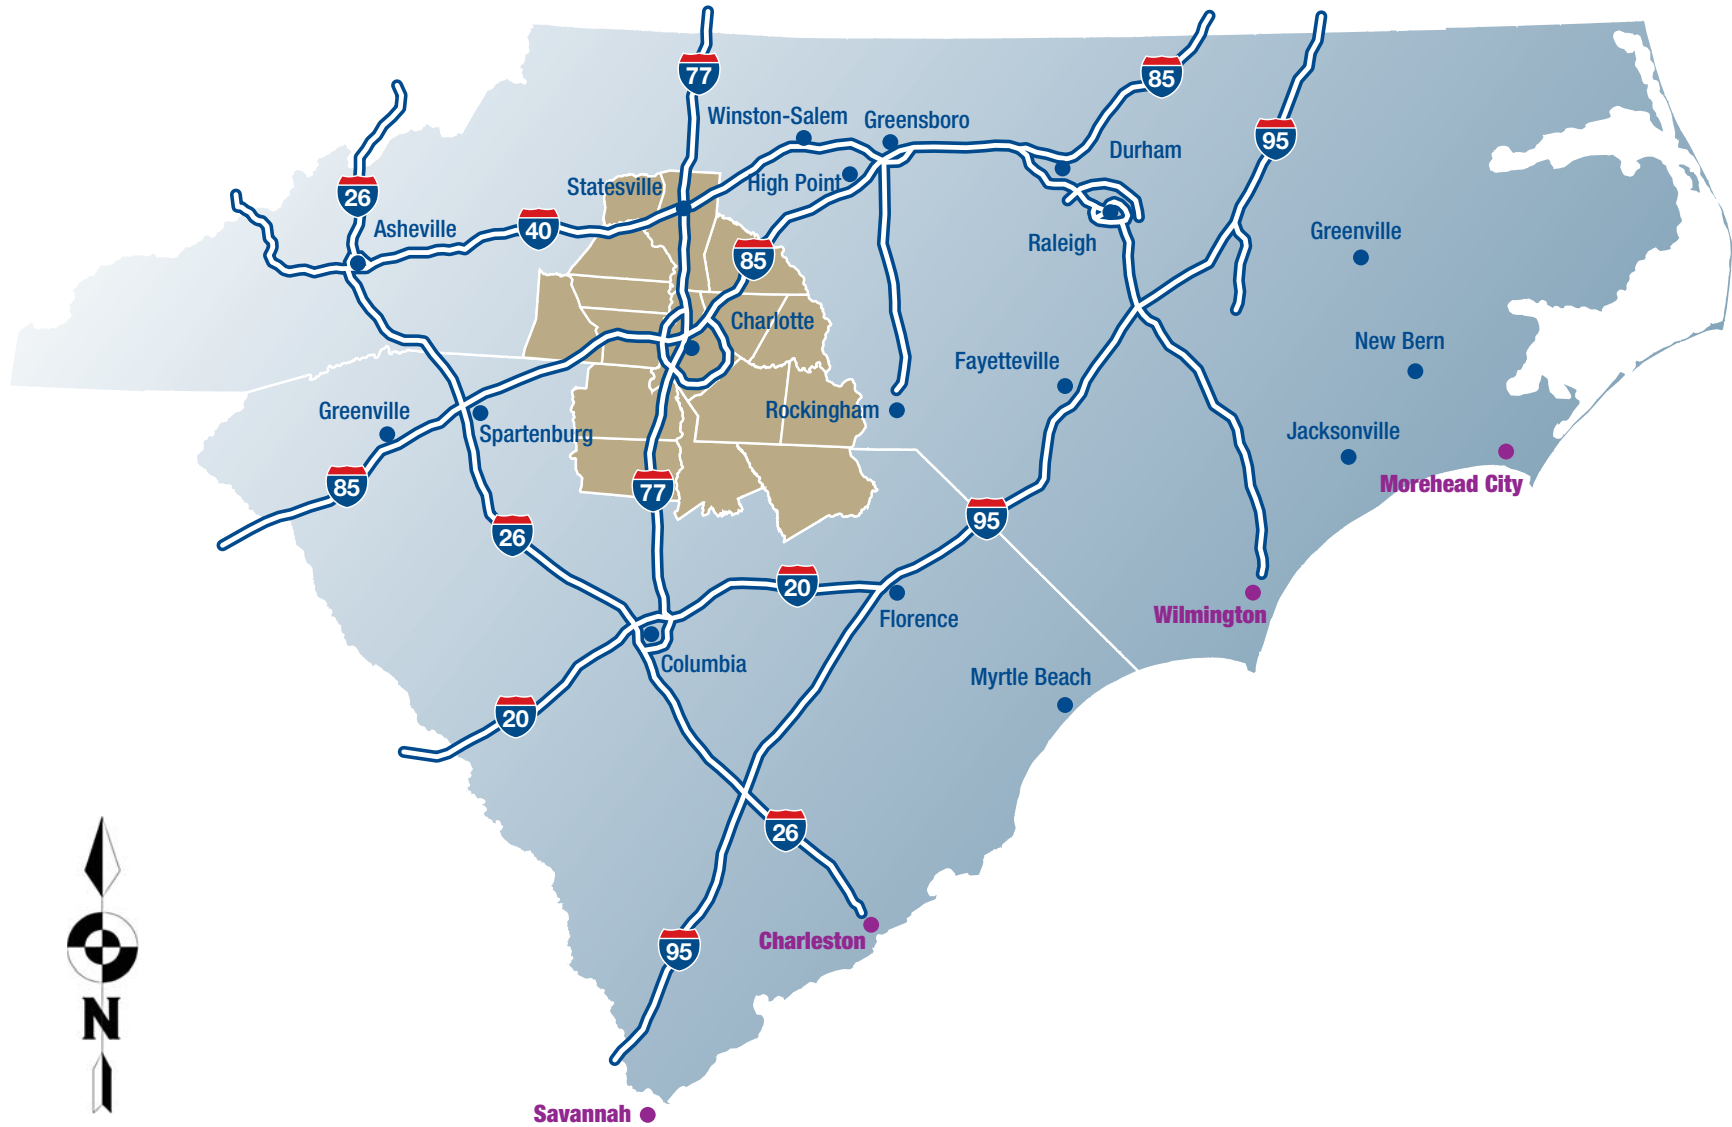 77
85
95
Winston-Salem
Greensboro
Durham
26
Statesville
High Point
Asheville
40
85
Raleigh
Greenville
Charlotte
Fayetteville
New Bern
Greenville
Rockingham
Spartenburg
Jacksonville
Morehead City
85
77
26
95
20
Florence
Wilmington
Columbia
Myrtle Beach
20
26
Charleston
95
N
Savannah